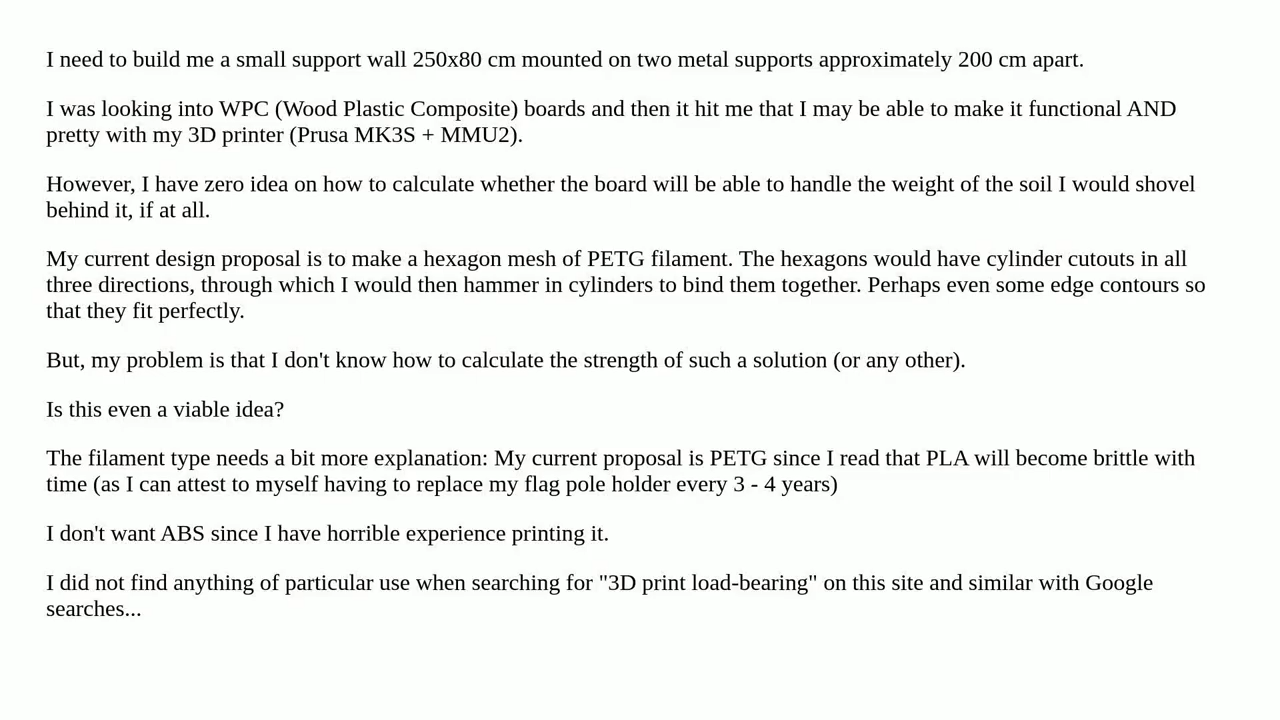 I need to build me a small support wall 250x80 cm mounted on two metal supports approximately 200 cm apart.
I was looking into WPC (Wood Plastic Composite) boards and then it hit me that I may be able to make it functional AND
pretty with my 3D printer (Prusa MK3S + MMU2).
However, I have zero idea on how to calculate whether the board will be able to handle the weight of the soil I would shovel
behind it, if at all.
My current design proposal is to make a hexagon mesh of PETG filament. The hexagons would have cylinder cutouts in all
three directions, through which I would then hammer in cylinders to bind them together. Perhaps even some edge contours so
that they fit perfectly.
But, my problem is that I don't know how to calculate the strength of such a solution (or any other).
Is this even a viable idea?
The filament type needs a bit more explanation: My current proposal is PETG since I read that PLA will become brittle with
time (as I can attest to myself having to replace my flag pole holder every 3 - 4 years)
I don't want ABS since I have horrible experience printing it.
I did not find anything of particular use when searching for "3D print load-bearing" on this site and similar with Google
searches...